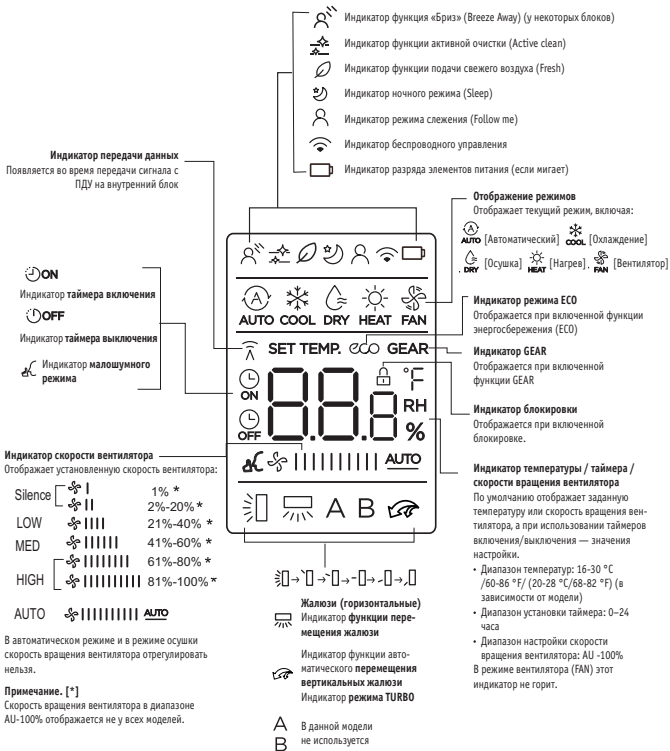 Индикатор функция «Бриз» (Breeze Away) (у некоторых блоков)
Индикатор функции активной очистки (Active clean)
Индикатор функции подачи свежего воздуха (Fresh)
Индикатор ночного режима (Sleep)
Индикатор режима слежения (Follow me)
Индикатор беспроводного управления
Индикатор разряда элементов питания (если мигает)
Индикатор передачи данных
Появляется во время передачи сигнала с
ПДУ на внутренний блок
ON
Индикатор таймера включения
OFF
Индикатор таймера выключения
Индикатор малошумного
режима
Индикатор скорости вентилятора
Отображает установленную скорость вентилятора:
Silence
1% *
2%-20% *
LOW 21%-40% *
MED 41%-60% *
61%-80% *
HIGH 81%-100% *
AUTO AUTO
В автоматическом режиме и в режиме осушки
скорость вращения вентилятора отрегулировать
нельзя.
Примечание. [*]
Скорость вращения вентилятора в диапазоне
AU-100% отображается не у всех моделей.
A
AUTO COOL DRY HEAT FAN
SET TEMP. eco GEAR
ON
OFF
88.8
°F
RH
%
AUTO
A B
Жалюзи (горизонтальные)
Индикатор функции пере-
мещения жалюзи
Индикатор функции авто-
матического перемещения
вертикальных жалюзи
Индикатор режима TURBO
A В данной модели
B не используется
Отображение режимов
Отображает текущий режим, включая:
A
AUTO [Автоматический] COOL [Охлаждение]
, DRY [Осушка] HEAT [Нагрев], FAN [Вентилятор]
Индикатор режима ECO
Отображается при включенной функции
энергосбережения (ECO)
Индикатор GEAR
Отображается при включенной
функции GEAR
Индикатор блокировки
Отображается при включенной
блокировке.
Индикатор температуры / таймера /
скорости вращения вентилятора
По умолчанию отображает заданную
температуру или скорость вращения вен-
тилятора, а при использовании таймеров
включения/выключения — значения
настройки.
• Диапазон температур: 16-30 °C
/60-86 °F/ (20-28 °C/68-82 °F) (в
зависимости от модели)
• Диапазон установки таймера: 0–24
часа
• Диапазон настройки скорости
вращения вентилятора: AU -100%
В режиме вентилятора (FAN) этот
индикатор не горит.